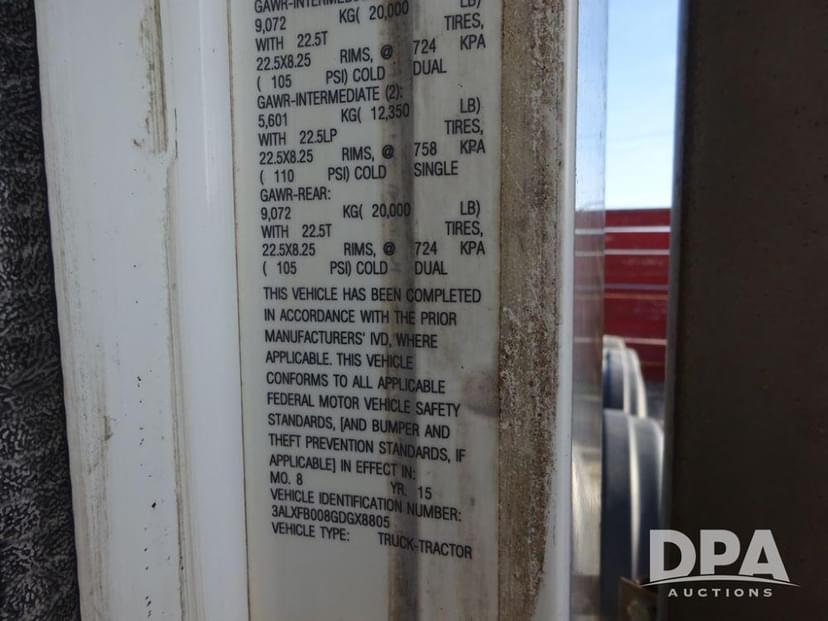 GAWR-INTERMEDI
9,072 KG( 20,000 LB)
WITH 22.5T TIRES,
22.5X8.25 RIMS, @ 724 KPA
( 105 PSI) COLD DUAL
GAWR-INTERMEDIATE (2):
5,601 KG( 12,350 LB)
WITH 22.5LP TIRES,
22.5X8.25 RIMS, @ 758 KPA
( 110 PSI) COLD SINGLE
GAWR-REAR:
9,072 KG( 20,000 LB)
WITH 22.5T TIRES,
22.5X8.25 RIMS, @ 724 KPA
( 105 PSI) COLD DUAL
THIS VEHICLE HAS BEEN COMPLETED
IN ACCORDANCE WITH THE PRIOR
MANUFACTURERS' IVD, WHERE
APPLICABLE. THIS VEHICLE
CONFORMS TO ALL APPLICABLE
FEDERAL MOTOR VEHICLE SAFETY
STANDARDS, [AND BUMPER AND
THEFT PREVENTION STANDARDS, IF
APPLICABLE] IN EFFECT IN:
MO. 8 YR. 15
VEHICLE IDENTIFICATION NUMBER:
3ALXFB008GDGX8805
VEHICLE TYPE: TRUCK-TRACTOR
DPA
AUCTIONS